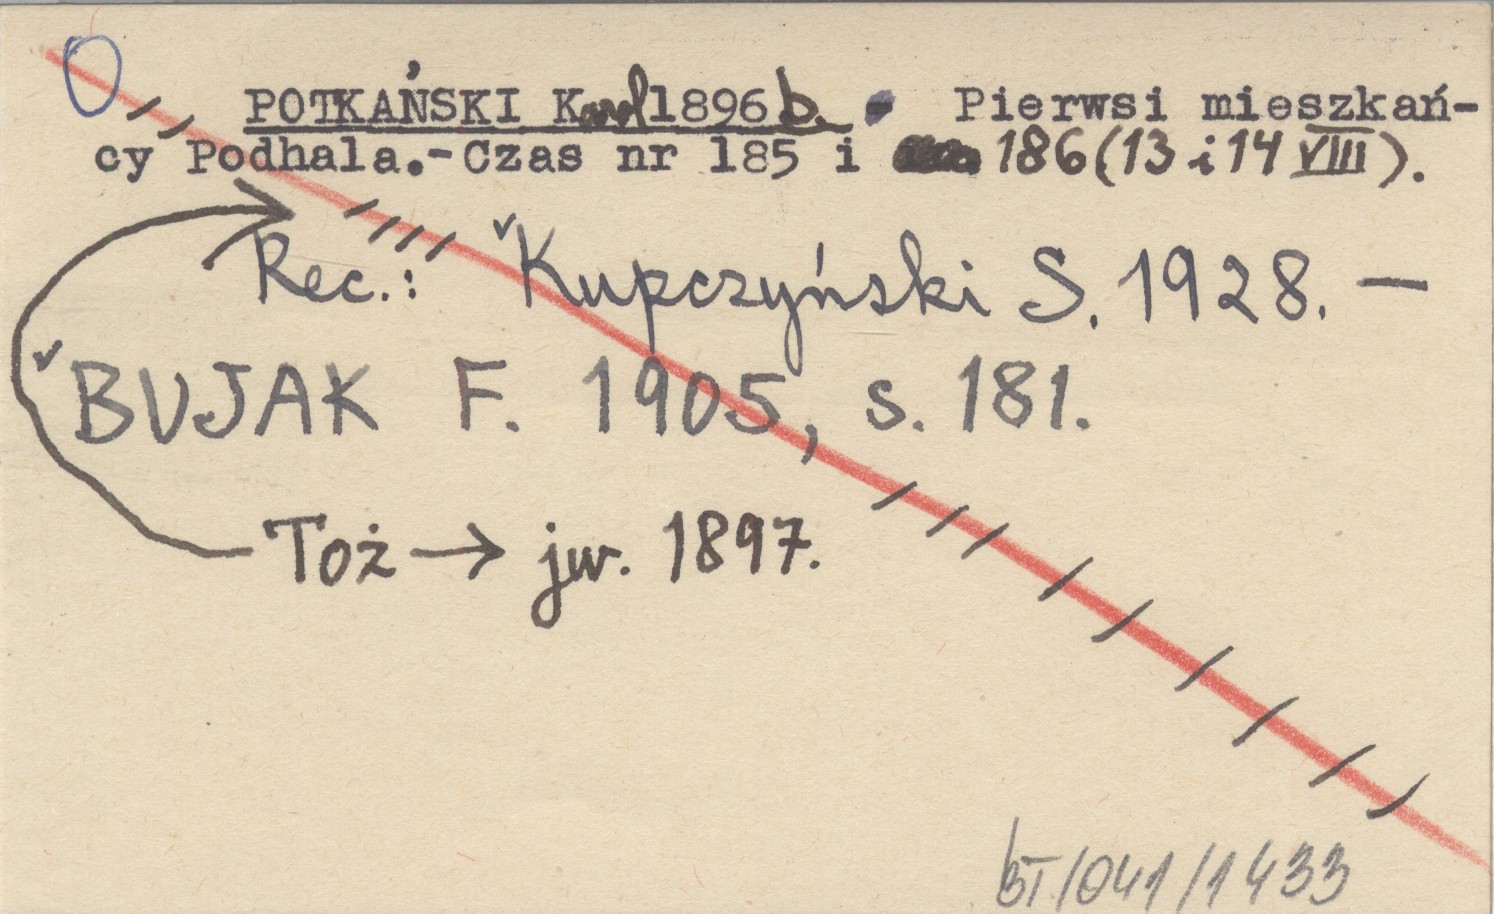 POTKAŃSKI Karol 1896 b. Pierwsi mieszkań-
cy Podhala.-Czas nr 185 i 186 (13 i 14 VIII).
Rec.: Kupczyński S. 1928. —
BUJAK F. 1905, s. 181.
Toż → jw. 1897.
BT/041/1433